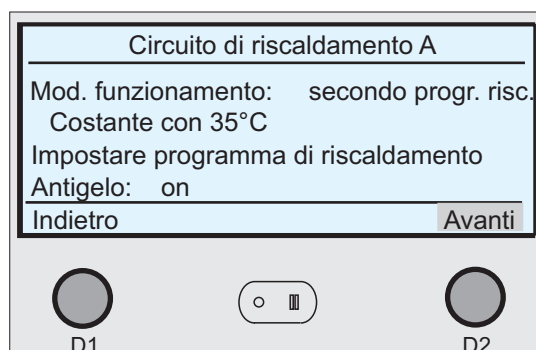 Circuito di riscaldamento A
Mod. funzionamento: secondo progr. risc.
Costante con 35°C
Impostare programma di riscaldamento
Antigelo: on
Indietro Avanti
D1 D2